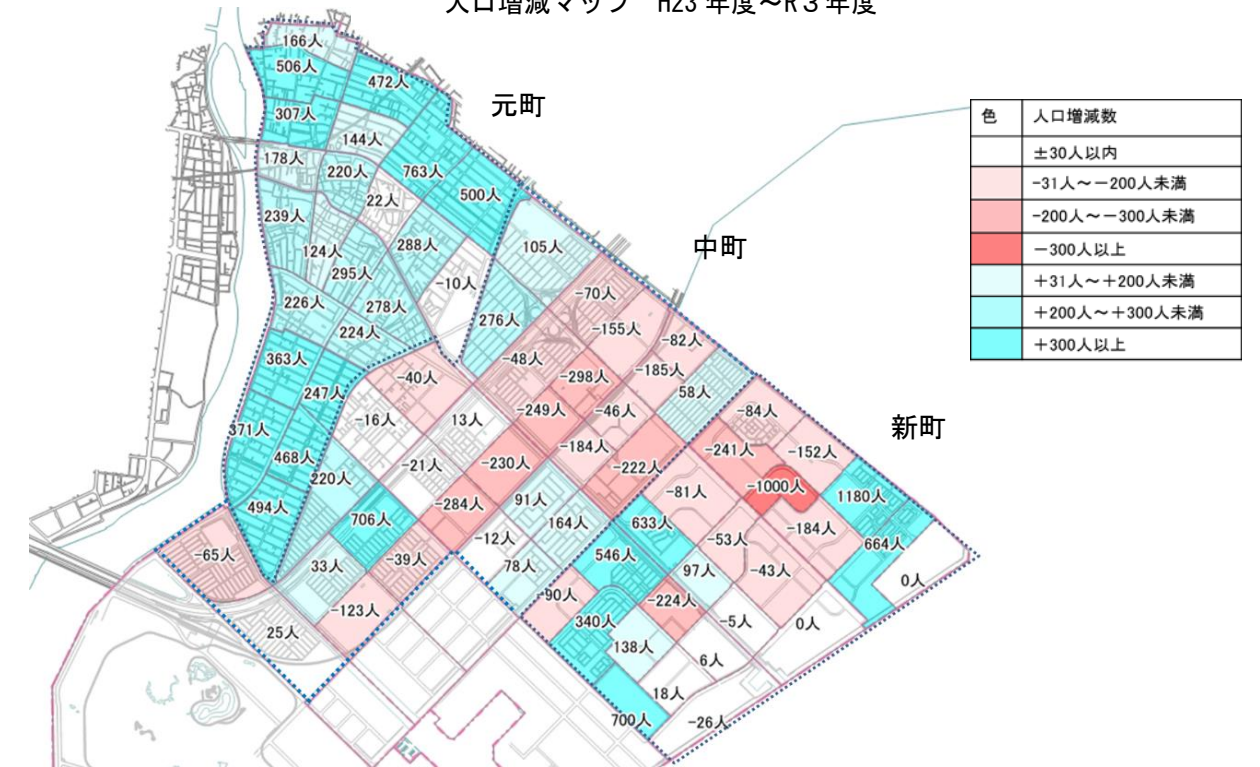 人口増減マップ　H23年度～R３年度
166人
506人
472人
元町
307人
144人
178人
220人
763人
500人
22人
239人
288人
105人
中町
124人
295人
-10人
-70人
226人
278人
276人
-155人
224人
-82人
363人
-48人
-185人
-40人
-298人
247人
58人
-249人
-46人
-84人
-16人
13人
新町
371人
-184人
-241人
-152人
468人
-21人
-230人
-222人
220人
-81人
-1000人
1180人
494人
-284人
91人
706人
164人
633人
-184人
-12人
-53人
664人
-65人
-39人
546人
33人
78人
97人
-43人
0人
-90人
-224人
-123人
340人
-5人
0人
25人
138人
6人
18人
700人
-26人
色　人口増減数
±30人以内
-31人～－200人未満
-200人～－300人未満
－300人以上
＋31人～＋200人未満
＋200人～＋300人未満
＋300人以上